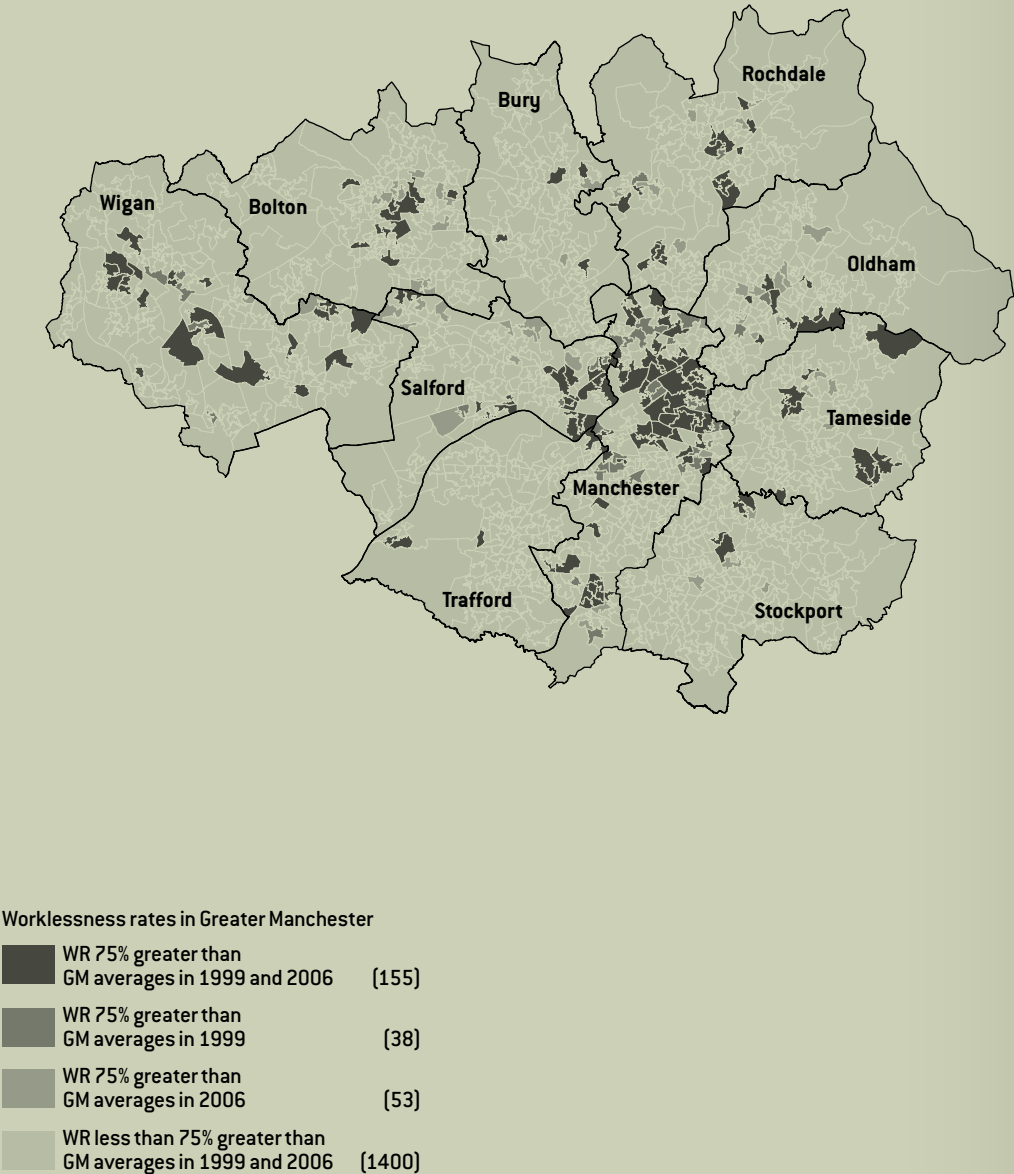 Rochdale
Bury
Wigan
Bolton
Oldham
Salford
Tameside
Manchester
Trafford
Stockport
Worklessness rates in Greater Manchester
WR 75% greater than
GM averages in 1999 and 2006 (155)
WR 75% greater than
GM averages in 1999 (38)
WR 75% greater than
GM averages in 2006 (53)
WR less than 75% greater than
GM averages in 1999 and 2006 (1400)